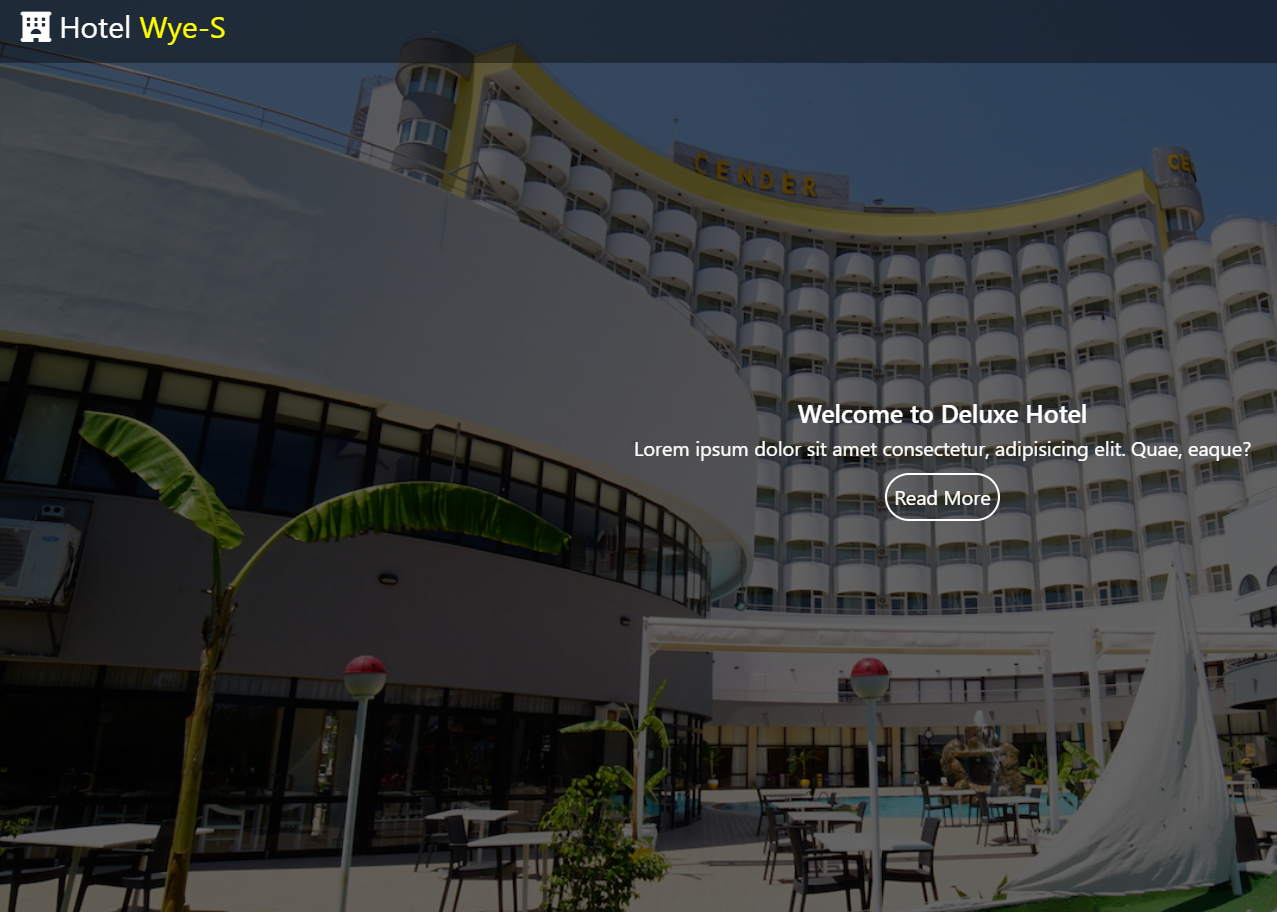 Hotel Wye-S
CENDER
Welcome to Deluxe Hotel
Lorem ipsum dolor sit amet consectetur, adipisicing elit. Quae, eaque?
Read More